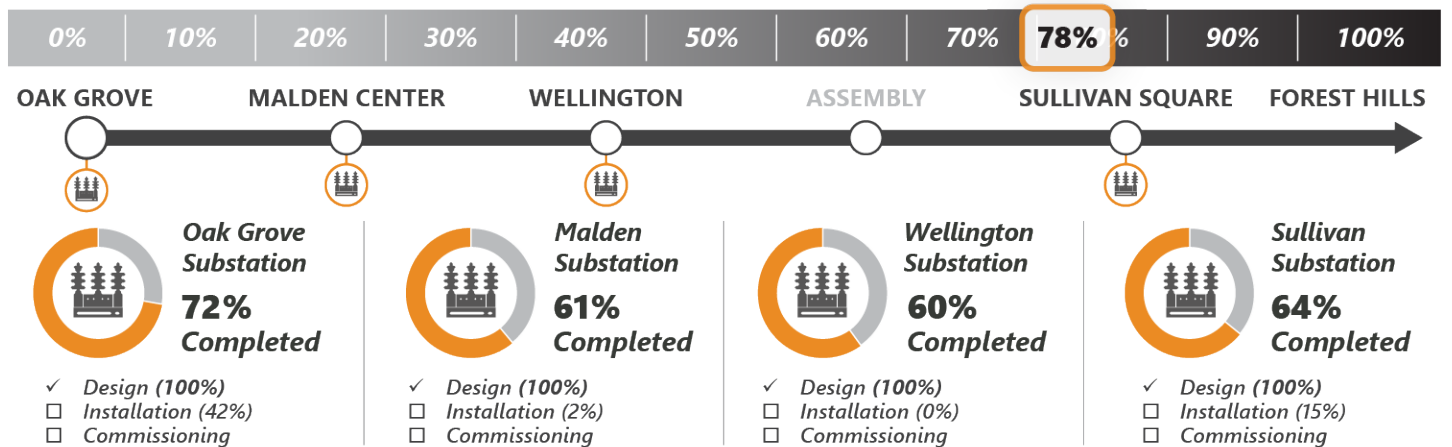 0% 10% 20% 30% 40% 50% 60% 70% 78% 90% 100%
OAK GROVE MALDEN CENTER WELLINGTON ASSEMBLY SULLIVAN SQUARE FOREST HILLS
Oak Grove
Substation
72%
Completed
✓ Design (100%)
☐ Installation (42%)
☐ Commissioning
Malden
Substation
61%
Completed
✓ Design (100%)
☐ Installation (2%)
☐ Commissioning
Wellington
Substation
60%
Completed
✓ Design (100%)
☐ Installation (0%)
☐ Commissioning
Sullivan
Substation
64%
Completed
✓ Design (100%)
☐ Installation (15%)
☐ Commissioning